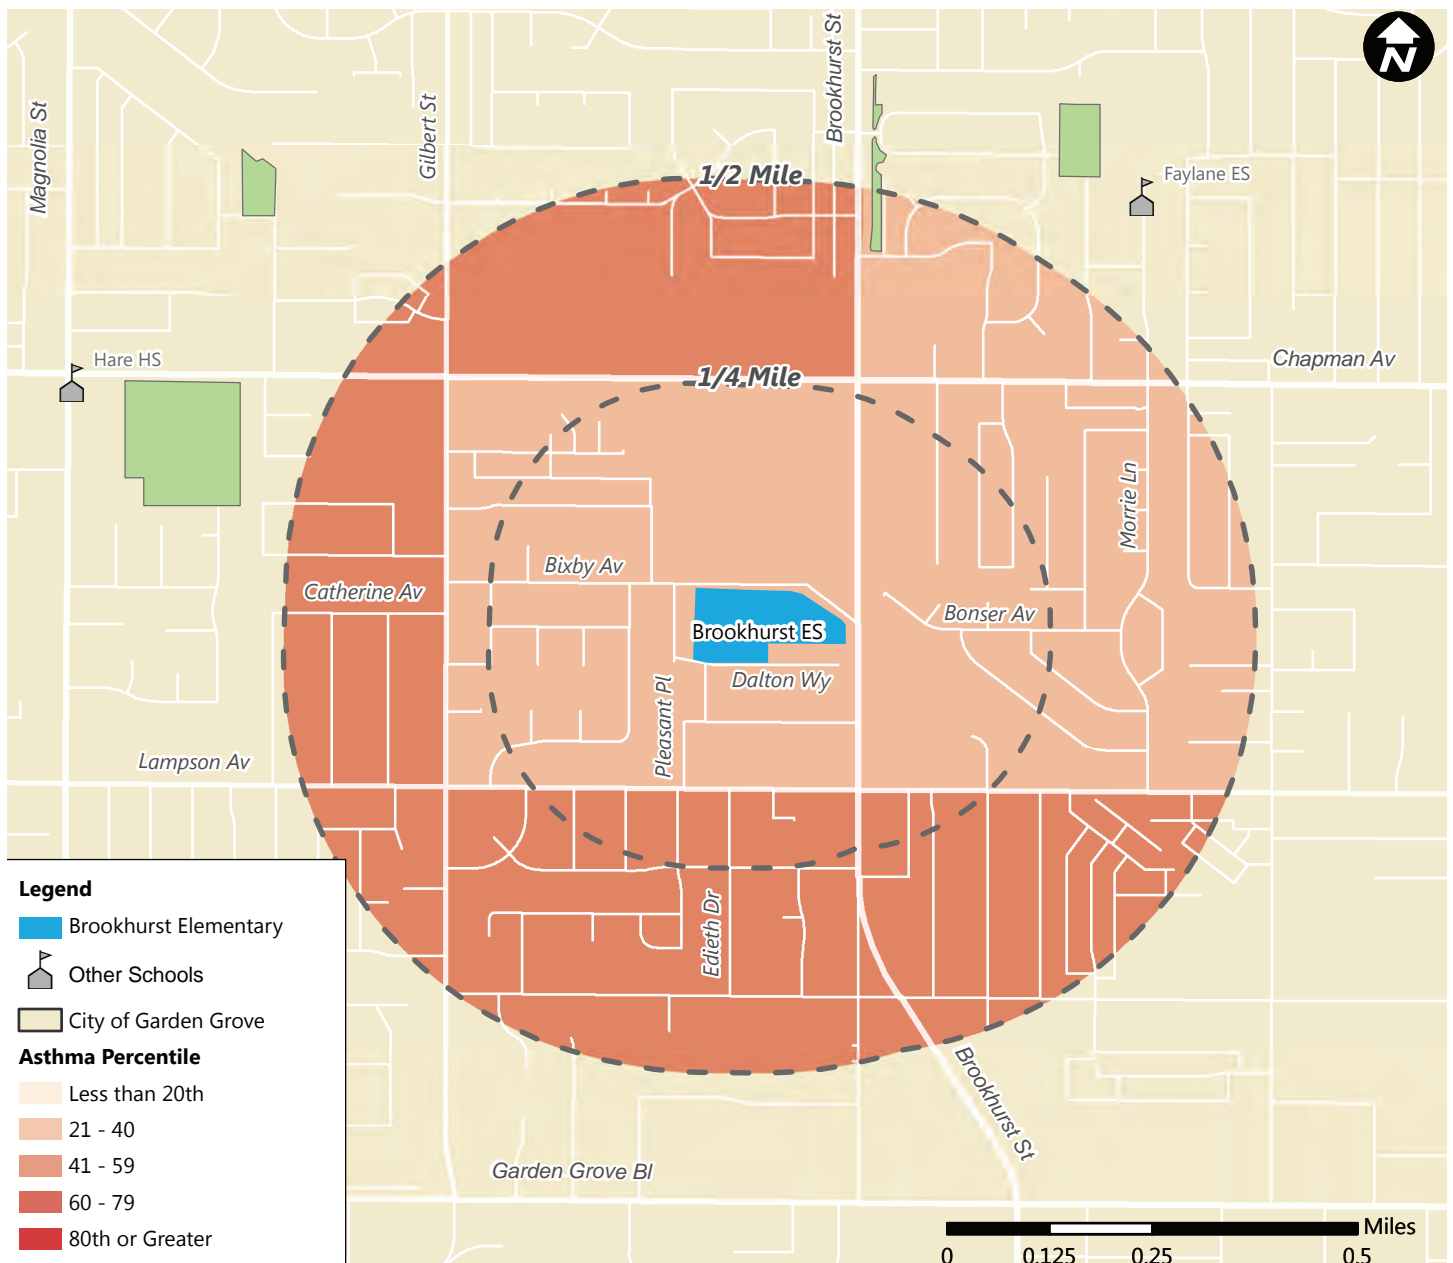 N
Magnolia St
Gilbert St
Brookhurst St
1/2 Mile
Faylane ES
Hare HS
Chapman Av
1/4 Mile
Morrie Ln
Bixby Av
Catherine Av
Bonser Av
Brookhurst ES
Dalton Wy
Pleasant Pl
Lampson Av
Edieth Dr
Brookhurst St
Garden Grove Bl
Legend
Brookhurst Elementary
Other Schools
City of Garden Grove
Asthma Percentile
Less than 20th
21 - 40
41 - 59
60 - 79
80th or Greater
Miles
0 0.125 0.25 0.5